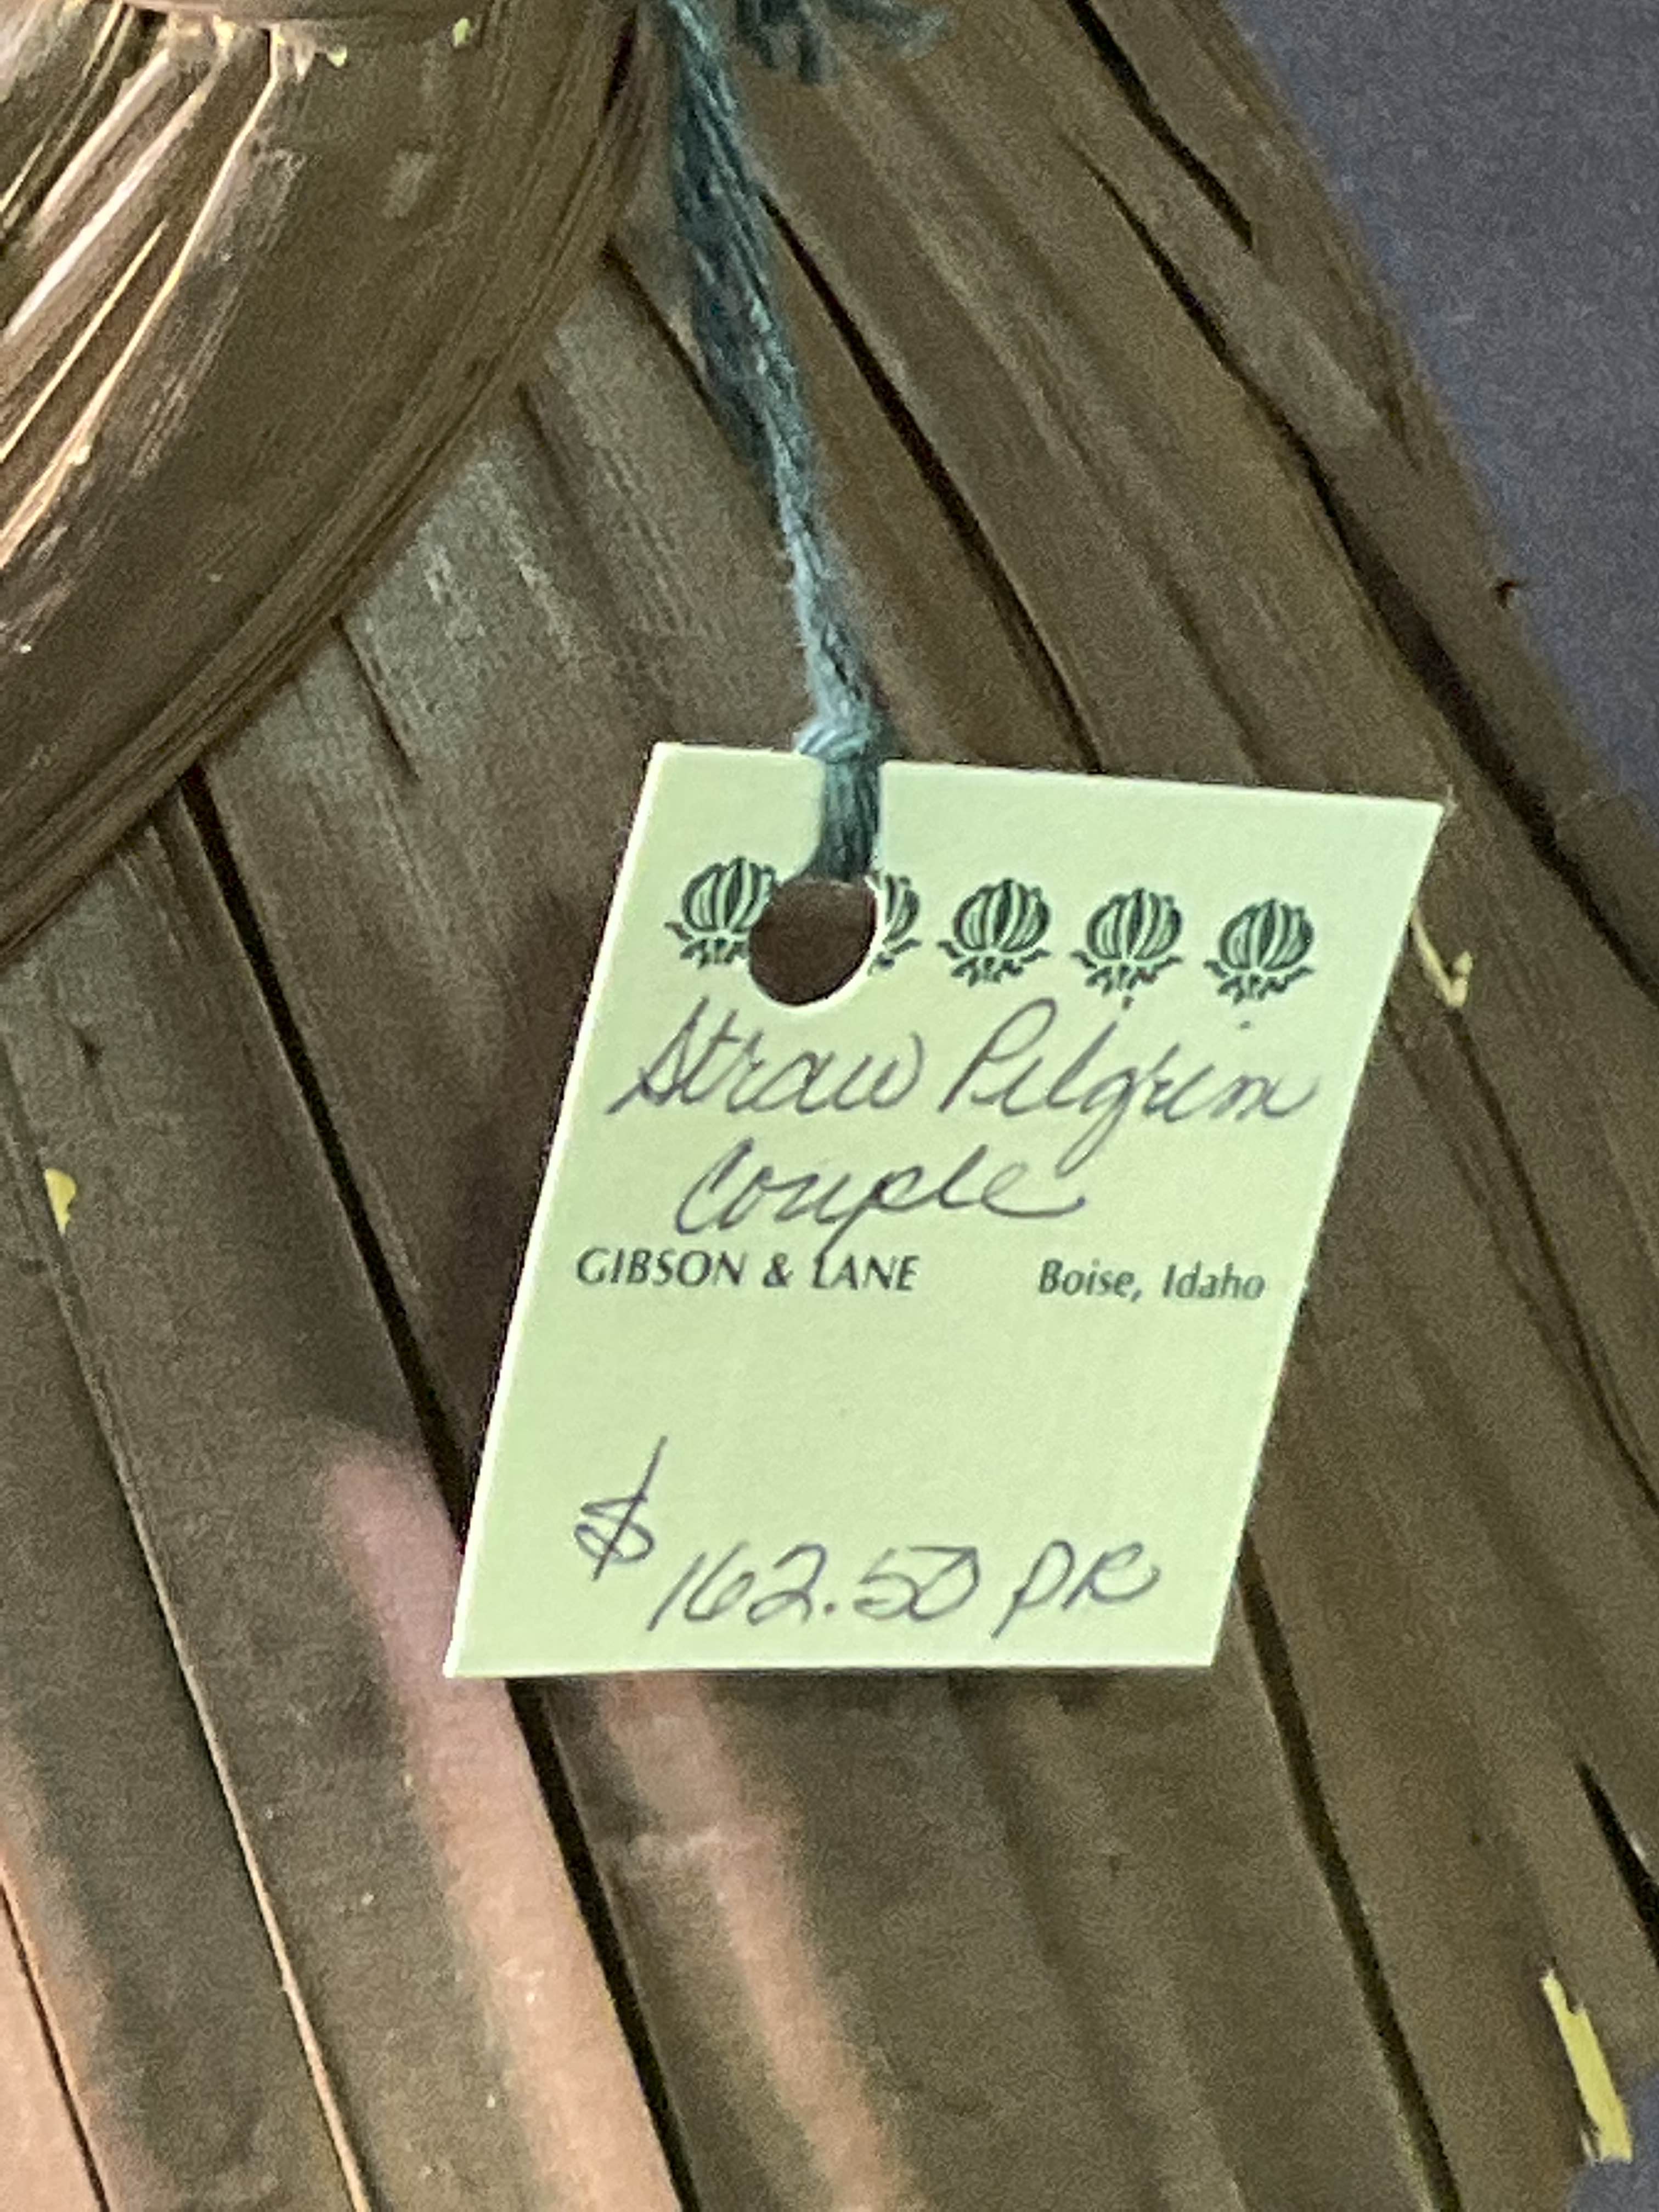 Straw Pilgrim
Couple
GIBSON & LANE Boise, Idaho
$162.50 PR